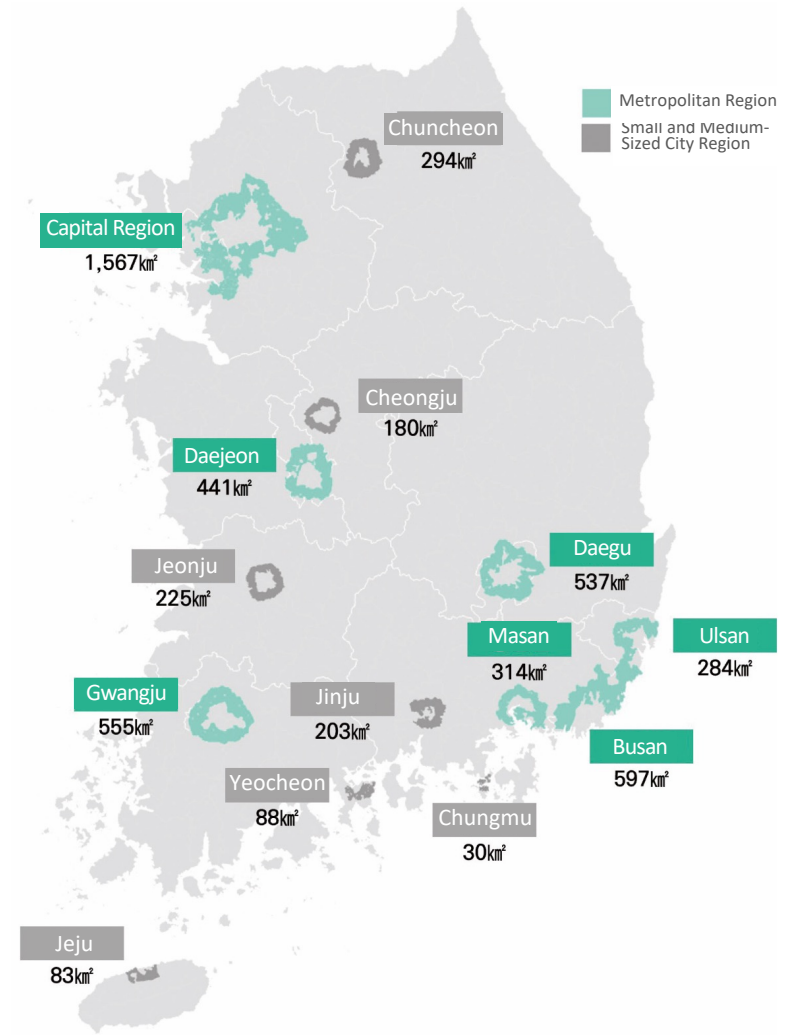 Metropolitan Region
Small and Medium-
Sized City Region
Chuncheon
294㎢
Capital Region
1,567㎢
Cheongju
180㎢
Daejeon
441㎢
Daegu
537㎢
Jeonju
225㎢
Masan
314㎢
Ulsan
284㎢
Gwangju
555㎢
Jinju
203㎢
Busan
597㎢
Yeocheon
88㎢
Chungmu
30㎢
Jeju
83㎢